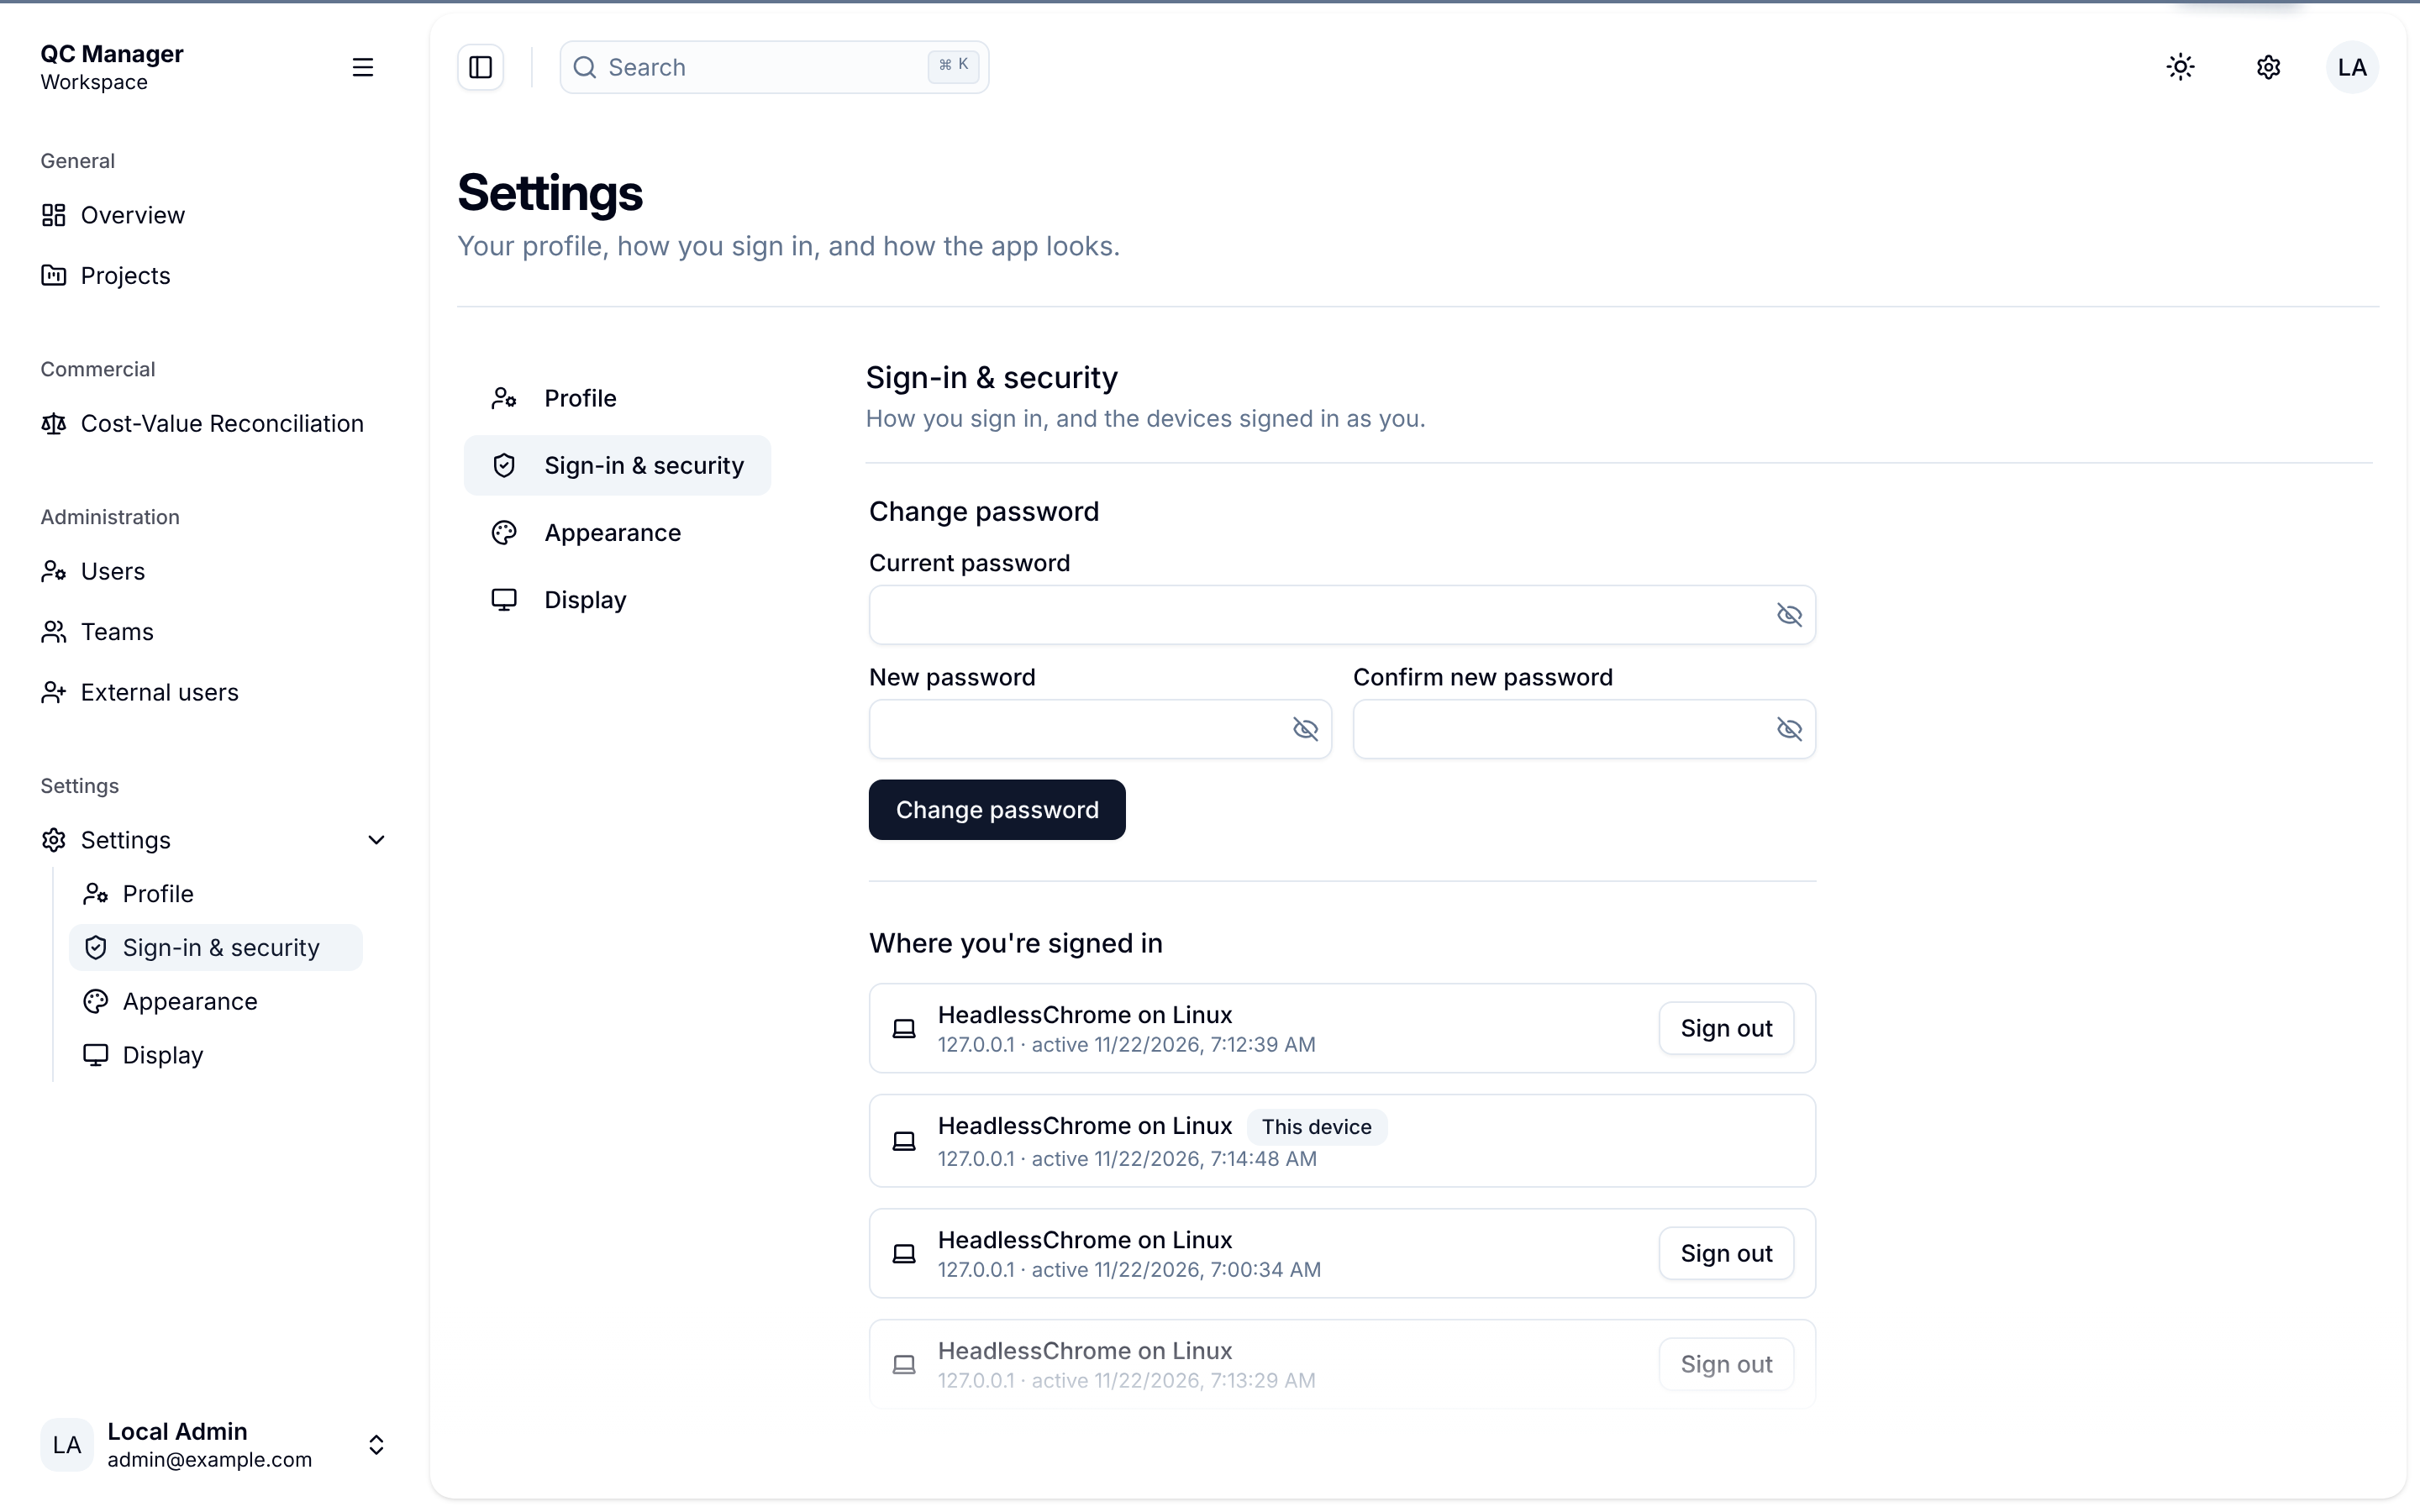 QC Manager
Workspace
General
Overview
Projects
Commercial
Cost-Value Reconciliation
Administration
Users
Teams
External users
Settings
Settings
Profile
Sign-in & security
Appearance
Display
LA
Local Admin
admin@example.com
Search
⌘ K
LA
Settings
Your profile, how you sign in, and how the app looks.
Profile
Sign-in & security
Appearance
Display
Sign-in & security
How you sign in, and the devices signed in as you.
Change password
Current password
New password
Confirm new password
Change password
Where you're signed in
HeadlessChrome on Linux
127.0.0.1 · active 11/22/2026, 7:12:39 AM
Sign out
HeadlessChrome on Linux
This device
127.0.0.1 · active 11/22/2026, 7:14:48 AM
HeadlessChrome on Linux
127.0.0.1 · active 11/22/2026, 7:00:34 AM
Sign out
HeadlessChrome on Linux
127.0.0.1 · active 11/22/2026, 7:13:29 AM
Sign out